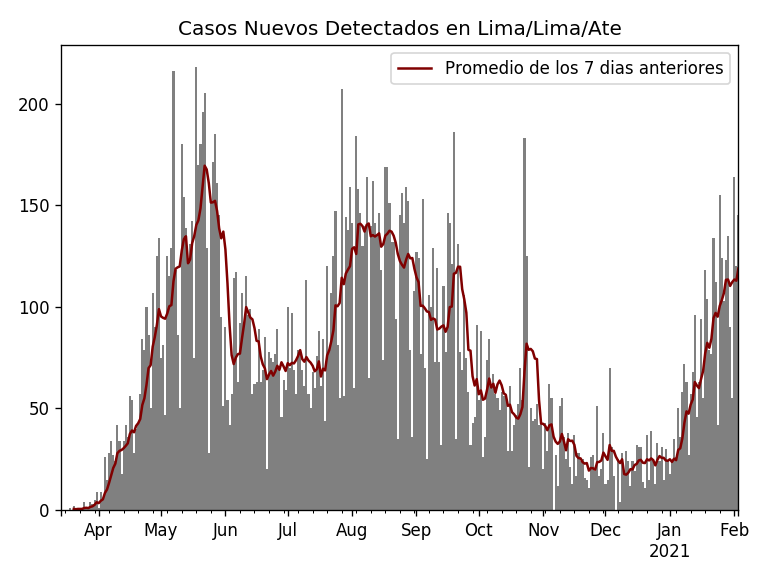 Casos Nuevos Detectados en Lima/Lima/Ate
Promedio de los 7 dias anteriores
200
150
100
50
0
Apr May Jun Jul Aug Sep Oct Nov Dec Jan Feb
2021